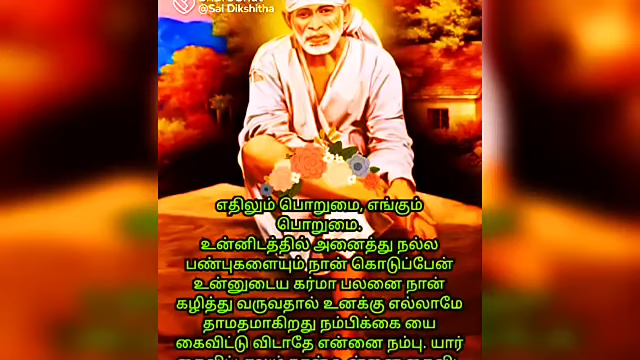 @Sai Dikshitha
எதிலும் பொறுமை, எங்கும்
பொறுமை.
உன்னிடத்தில் அனைத்து நல்ல
பண்புகளையும் நான் கொடுப்பேன்
உன்னுடைய கர்மா பலனை நான்
கழித்து வருவதால் உனக்கு எல்லாமே
தாமதமாகிறது நம்பிக்கை யை
கைவிட்டு விடாதே என்னை நம்பு. யார்